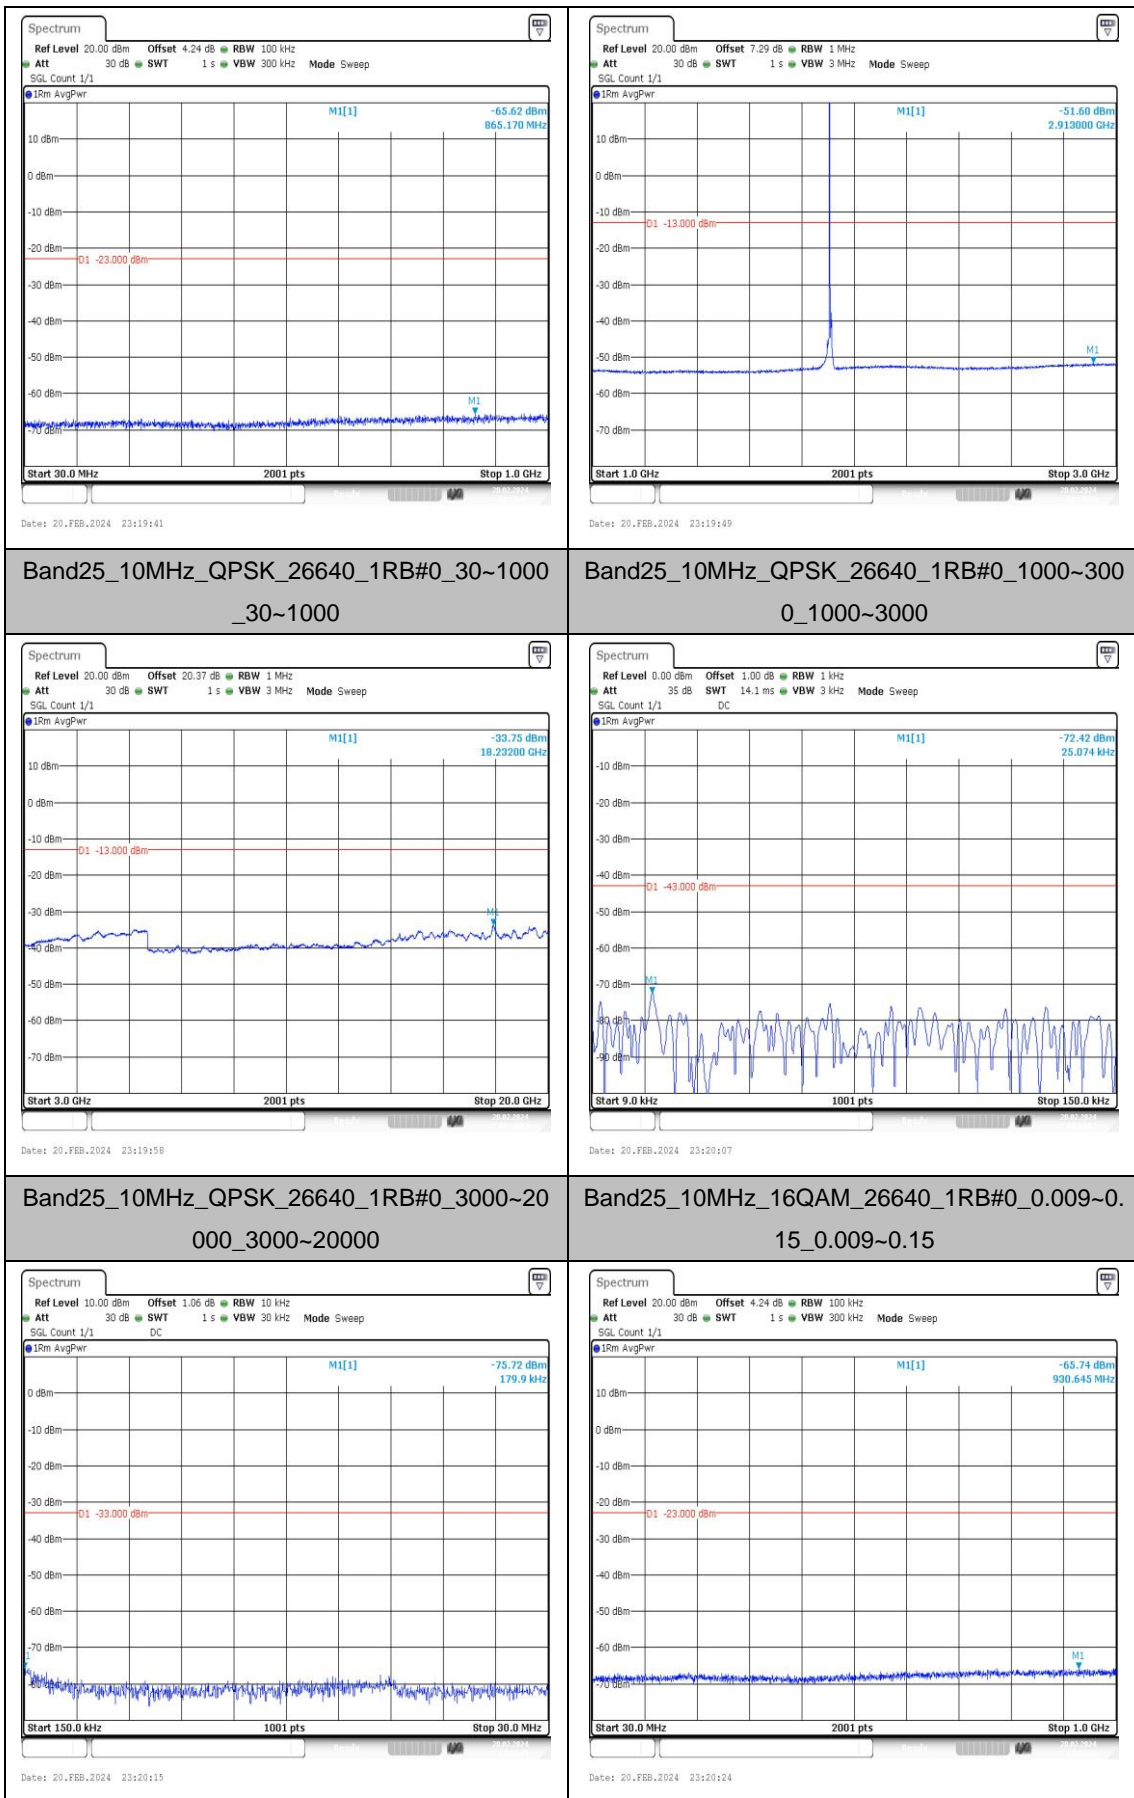 Spectrum
Ref Level 20.00 dBm Offset 4.24 dB RBW 100 kHz
Att 30 dB SWT 1 s VBW 300 kHz Mode Sweep
SGL Count 1/1
1Rm AvgPwr
M1[1] -65.62 dBm
865.170 MHz
10 dBm
0 dBm
-10 dBm
-20 dBm
D1 -23.000 dBm
-30 dBm
-40 dBm
-50 dBm
-60 dBm
M1
-70 dBm
Start 30.0 MHz 2001 pts Stop 1.0 GHz
Date: 20.FEB.2024 23:19:41
Spectrum
Ref Level 20.00 dBm Offset 7.29 dB RBW 1 MHz
Att 30 dB SWT 1 s VBW 3 MHz Mode Sweep
SGL Count 1/1
1Rm AvgPwr
M1[1] -51.60 dBm
2.913000 GHz
10 dBm
0 dBm
-10 dBm
D1 -13.000 dBm
-20 dBm
-30 dBm
-40 dBm
-50 dBm
M1
-60 dBm
-70 dBm
Start 1.0 GHz 2001 pts Stop 3.0 GHz
Date: 20.FEB.2024 23:19:49
Band25_10MHz_QPSK_26640_1RB#0_30~1000
_30~1000
Band25_10MHz_QPSK_26640_1RB#0_1000~300
0_1000~3000
Spectrum
Ref Level 20.00 dBm Offset 20.37 dB RBW 1 MHz
Att 30 dB SWT 1 s VBW 3 MHz Mode Sweep
SGL Count 1/1
1Rm AvgPwr
M1[1] -33.75 dBm
18.23200 GHz
10 dBm
0 dBm
-10 dBm
D1 -13.000 dBm
-20 dBm
-30 dBm
M1
-40 dBm
-50 dBm
-60 dBm
-70 dBm
Start 3.0 GHz 2001 pts Stop 20.0 GHz
Date: 20.FEB.2024 23:19:58
Spectrum
Ref Level 0.00 dBm Offset 1.00 dB RBW 1 kHz
Att 35 dB SWT 14.1 ms VBW 3 kHz Mode Sweep
SGL Count 1/1 DC
1Rm AvgPwr
M1[1] -72.42 dBm
25.074 kHz
-10 dBm
-20 dBm
-30 dBm
-40 dBm
D1 -43.000 dBm
-50 dBm
-60 dBm
-70 dBm
M1
-80 dBm
-90 dBm
Start 9.0 kHz 1001 pts Stop 150.0 kHz
Date: 20.FEB.2024 23:20:07
Band25_10MHz_QPSK_26640_1RB#0_3000~20
000_3000~20000
Band25_10MHz_16QAM_26640_1RB#0_0.009~0.
15_0.009~0.15
Spectrum
Ref Level 10.00 dBm Offset 1.06 dB RBW 10 kHz
Att 30 dB SWT 1 s VBW 30 kHz Mode Sweep
SGL Count 1/1 DC
1Rm AvgPwr
M1[1] -75.72 dBm
179.9 kHz
0 dBm
-10 dBm
-20 dBm
-30 dBm
D1 -33.000 dBm
-40 dBm
-50 dBm
-60 dBm
-70 dBm
Start 150.0 kHz 1001 pts Stop 30.0 MHz
Date: 20.FEB.2024 23:20:15
Spectrum
Ref Level 20.00 dBm Offset 4.24 dB RBW 100 kHz
Att 30 dB SWT 1 s VBW 300 kHz Mode Sweep
SGL Count 1/1
1Rm AvgPwr
M1[1] -65.74 dBm
930.645 MHz
10 dBm
0 dBm
-10 dBm
-20 dBm
D1 -23.000 dBm
-30 dBm
-40 dBm
-50 dBm
-60 dBm
M1
-70 dBm
Start 30.0 MHz 2001 pts Stop 1.0 GHz
Date: 20.FEB.2024 23:20:24